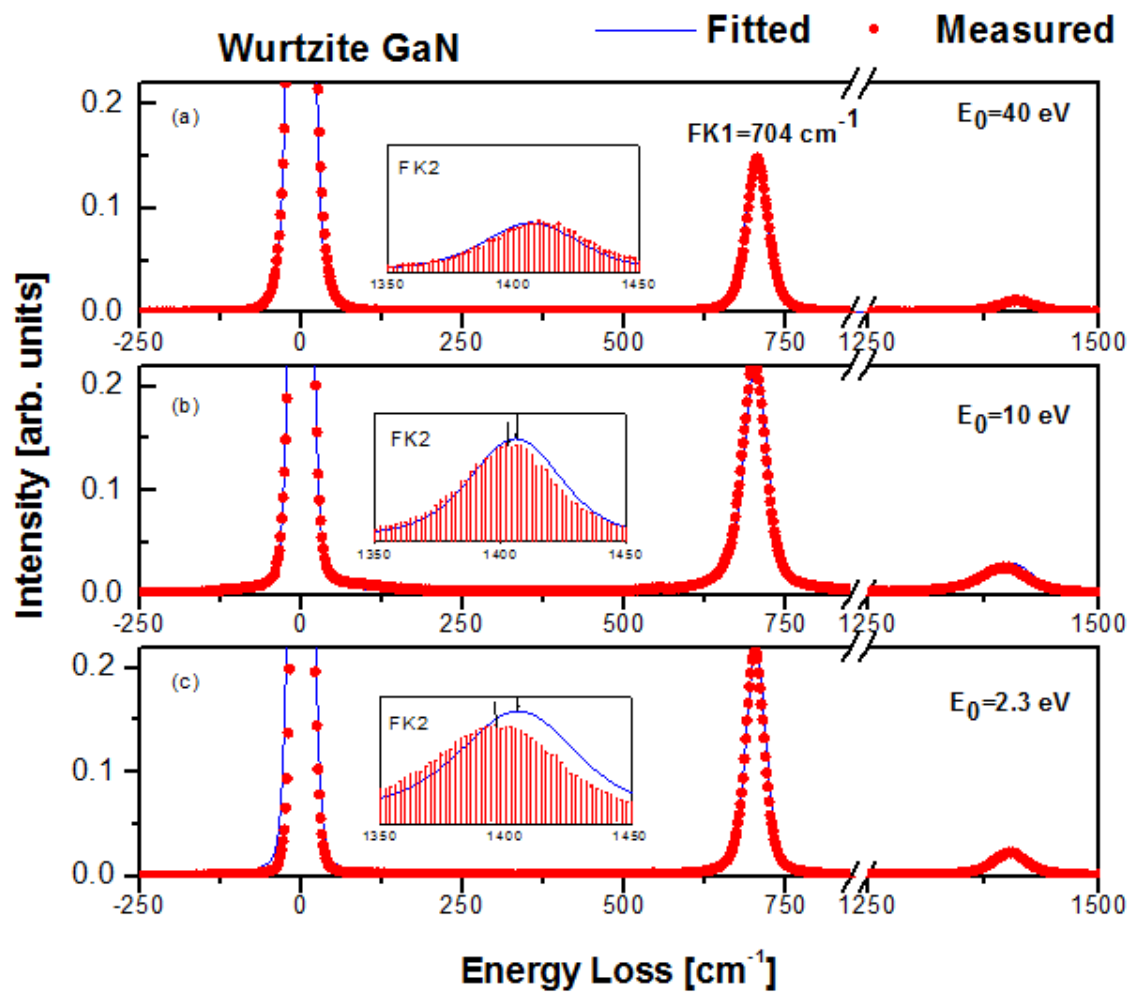 Wurtzite GaN
Fitted
Measured
Intensity [arb. units]
(a)
E0=40 eV
FK1=704 cm-1
0.2
0.1
0.0
FK2
1350 1400 1450
-250 0 250 500 750 1250 1500
(b)
E0=10 eV
0.2
0.1
0.0
FK2
1350 1400 1450
-250 0 250 500 750 1250 1500
(c)
E0=2.3 eV
0.2
0.1
0.0
FK2
1350 1400 1450
-250 0 250 500 750 1250 1500
Energy Loss [cm-1]